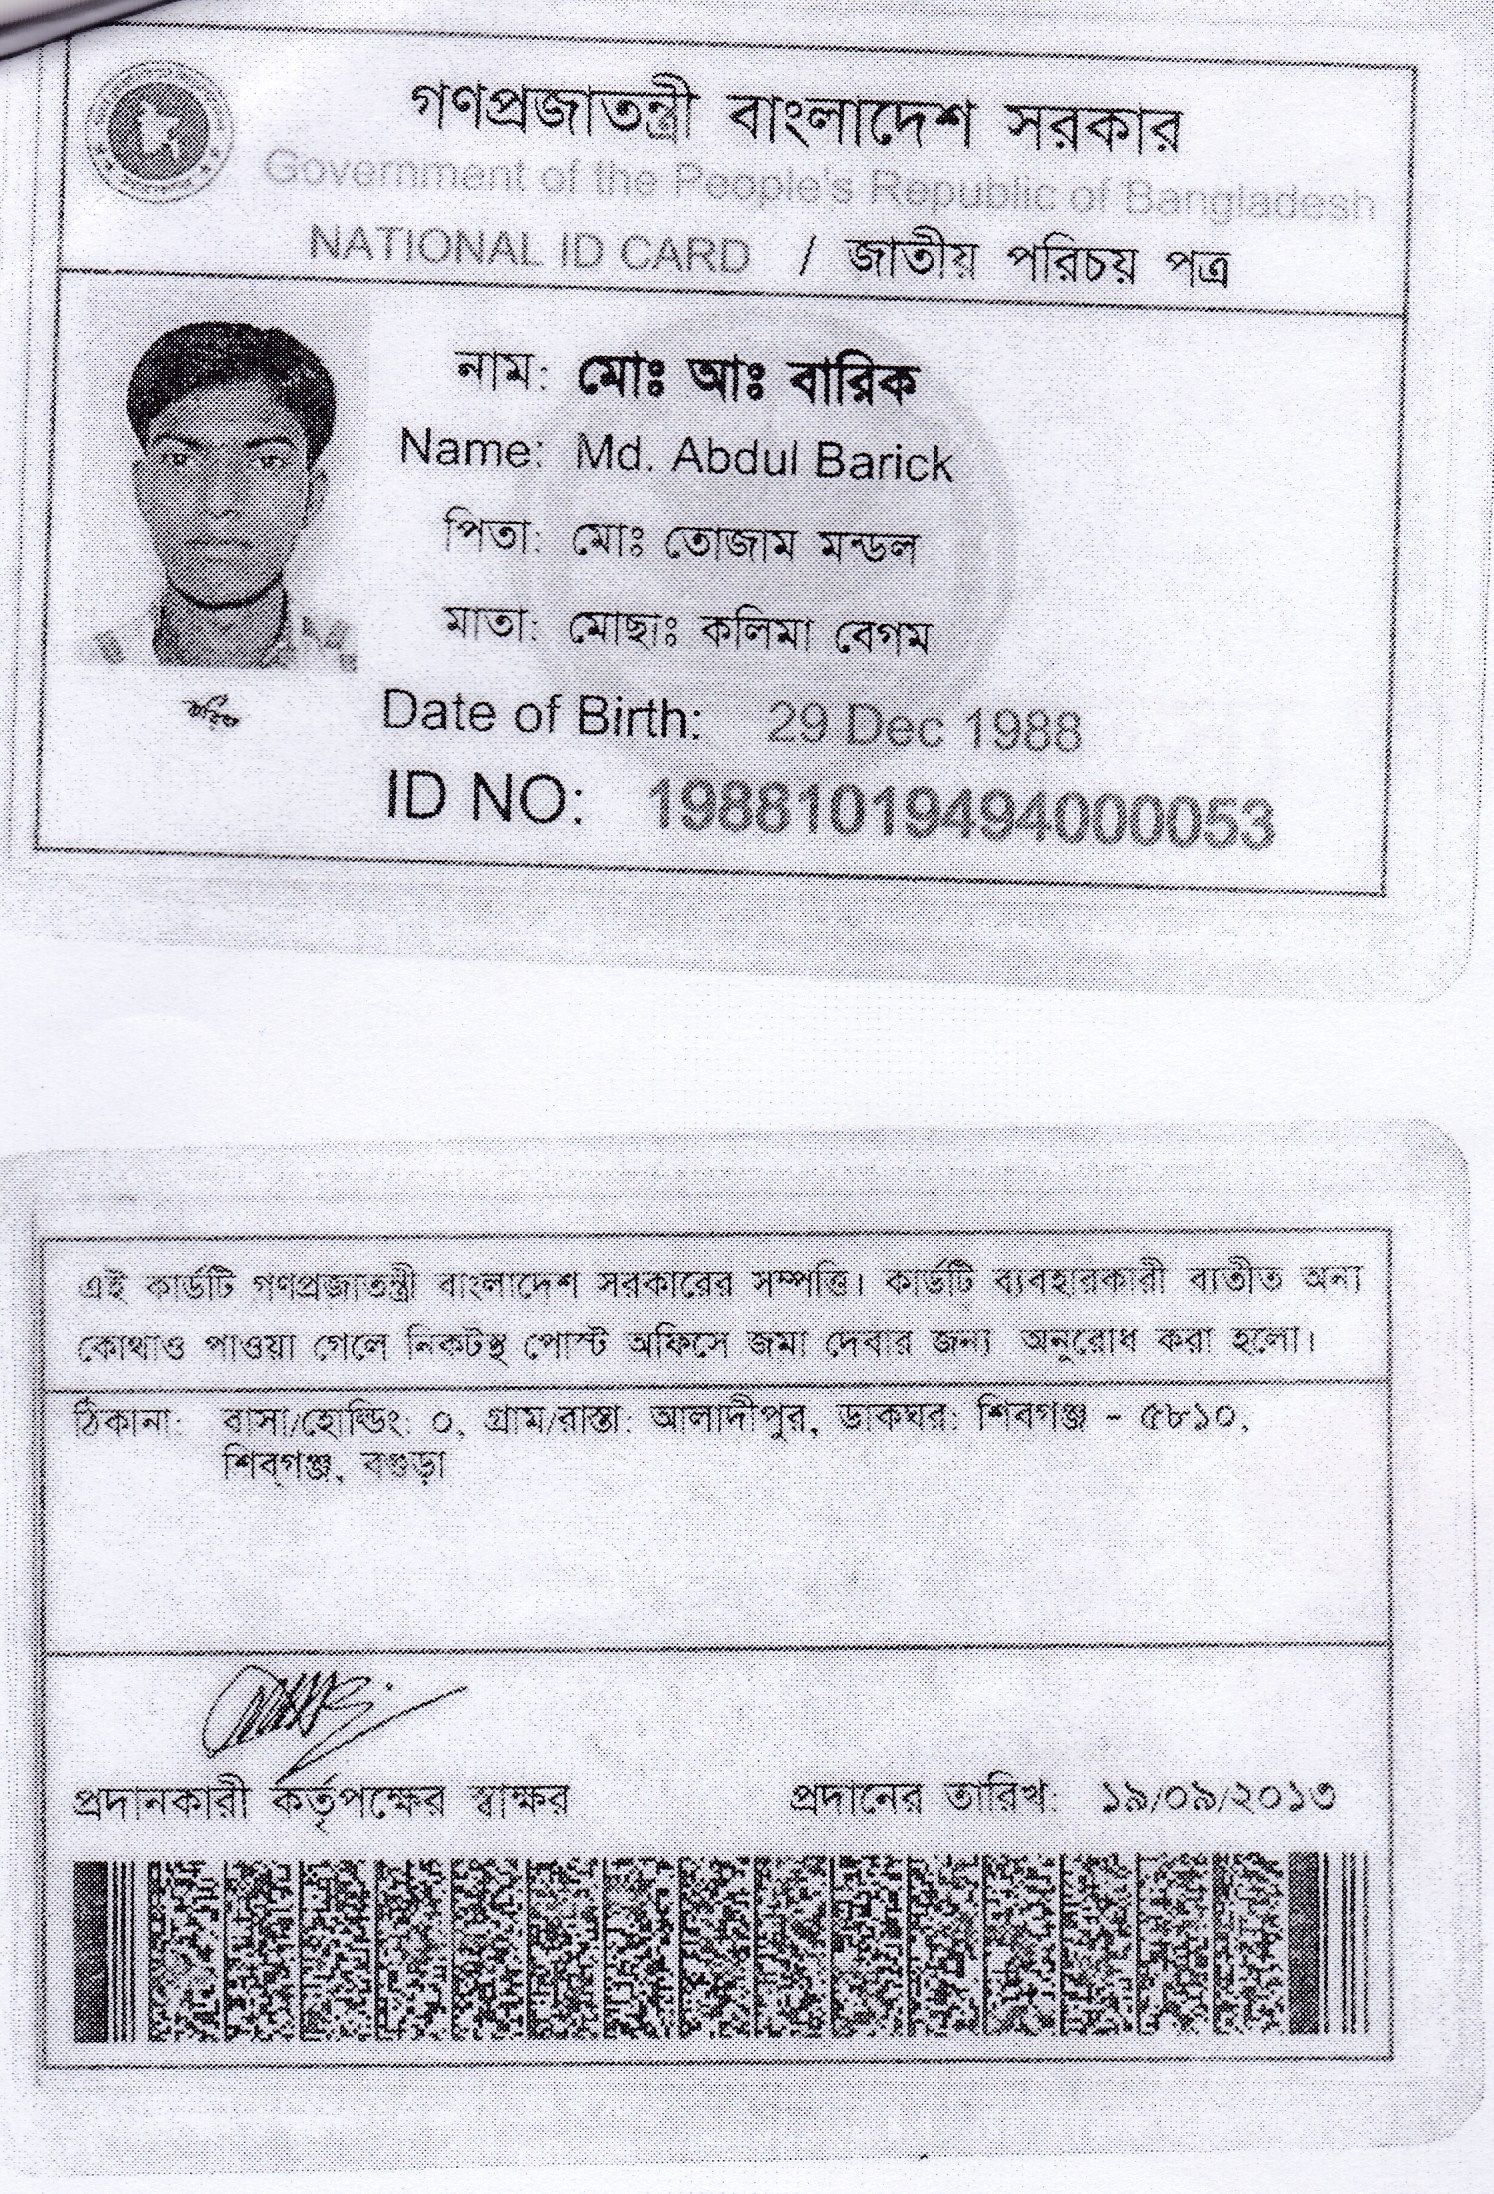 গণপ্রজাতন্ত্রী বাংলাদেশ সরকার
Government of the People's Republic of Bangladesh
NATIONAL ID CARD / জাতীয় পরিচয় পত্র
নাম: মোঃ আঃ বারিক
Name: Md. Abdul Barick
পিতা: মোঃ তোজাম মন্ডল
মাতা: মোছাঃ কলিমা বেগম
বারিক
Date of Birth: 29 Dec 1988
ID NO: 19881019494000053
এই কার্ডটি গণপ্রজাতন্ত্রী বাংলাদেশ সরকারের সম্পত্তি। কার্ডটি ব্যবহারকারী ব্যতীত অন্য
কোথাও পাওয়া গেলে নিকটস্থ পোস্ট অফিসে জমা দেবার জন্য অনুরোধ করা হলো।
ঠিকানা: বাসা/হোল্ডিং: ০, গ্রাম/রাস্তা: আলাদীপুর, ডাকঘর: শিবগঞ্জ - ৫৮১০,
শিবগঞ্জ, বগুড়া
প্রদানকারী কর্তৃপক্ষের স্বাক্ষর প্রদানের তারিখ: ১৯/০৯/২০১৩